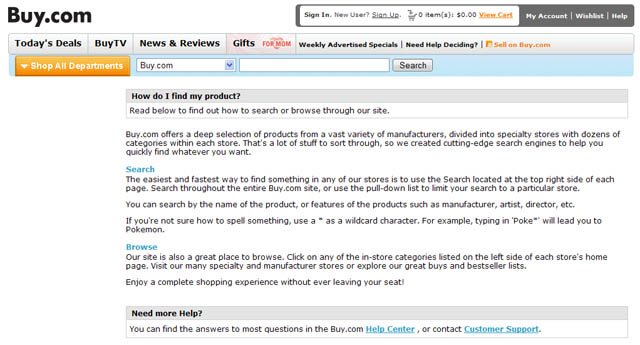 Buy.com
Sign In. New User? Sign Up. 0 item(s): $0.00 View Cart
My Account | Wishlist | Help
Today's Deals BuyTV News & Reviews Gifts FOR MOM Weekly Advertised Specials | Need Help Deciding? | Sell on Buy.com
Shop All Departments Buy.com Search
How do I find my product?
Read below to find out how to search or browse through our site.
Buy.com offers a deep selection of products from a vast variety of manufacturers, divided into specialty stores with dozens of
categories within each store. That's a lot of stuff to sort through, so we created cutting-edge search engines to help you
quickly find whatever you want.
Search
The easiest and fastest way to find something in any of our stores is to use the Search located at the top right side of each
page. Search throughout the entire Buy.com site, or use the pull-down list to limit your search to a particular store.
You can search by the name of the product, or features of the products such as manufacturer, artist, director, etc.
If you're not sure how to spell something, use a * as a wildcard character. For example, typing in 'Poke*' will lead you to
Pokemon.
Browse
Our site is also a great place to browse. Click on any of the in-store categories listed on the left side of each store's home
page. Visit our many specialty and manufacturer stores or explore our great buys and bestseller lists.
Enjoy a complete shopping experience without ever leaving your seat!
Need more Help?
You can find the answers to most questions in the Buy.com Help Center , or contact Customer Support.